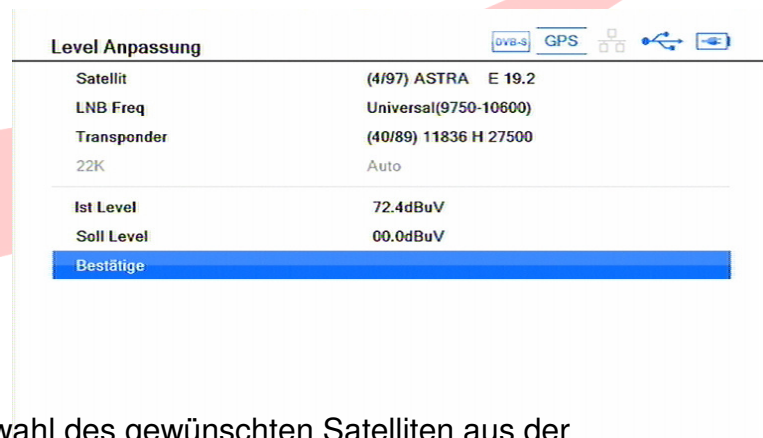 Level Anpassung DVB-S GPS
Satellit (4/97) ASTRA E 19.2
LNB Freq Universal(9750-10600)
Transponder (40/89) 11836 H 27500
22K Auto
Ist Level 72.4dBuV
Soll Level 00.0dBuV
Bestätige
wahl des gewünschten Satelliten aus der